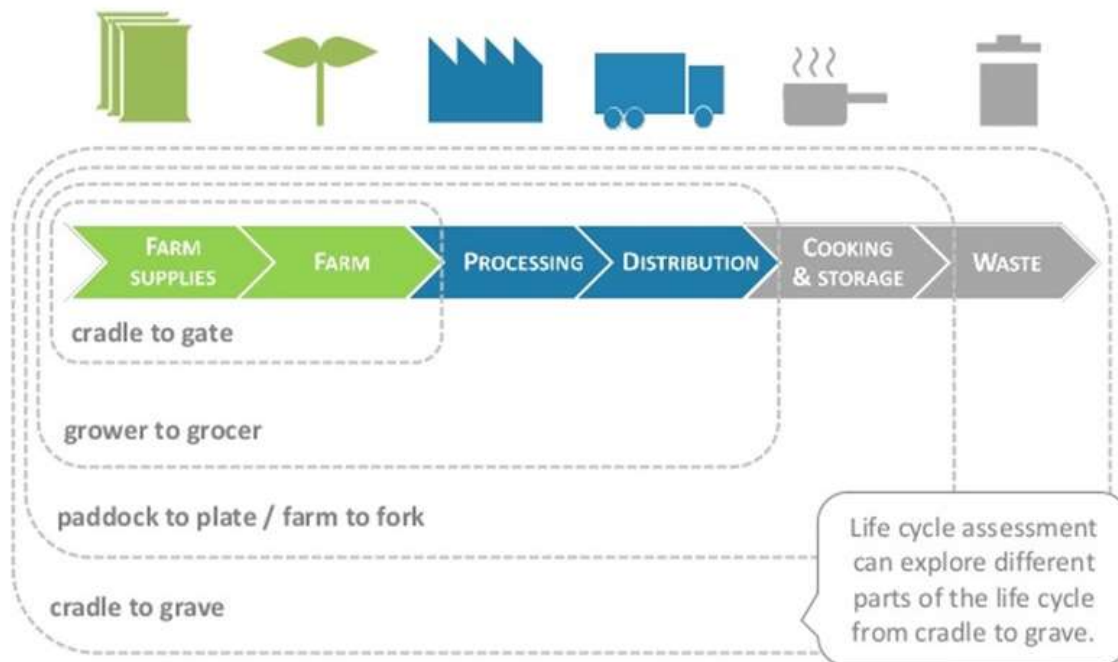 FARM
SUPPLIES
FARM
PROCESSING
DISTRIBUTION
COOKING
& STORAGE
WASTE
cradle to gate
grower to grocer
paddock to plate / farm to fork
cradle to grave
Life cycle assessment
can explore different
parts of the life cycle
from cradle to grave.